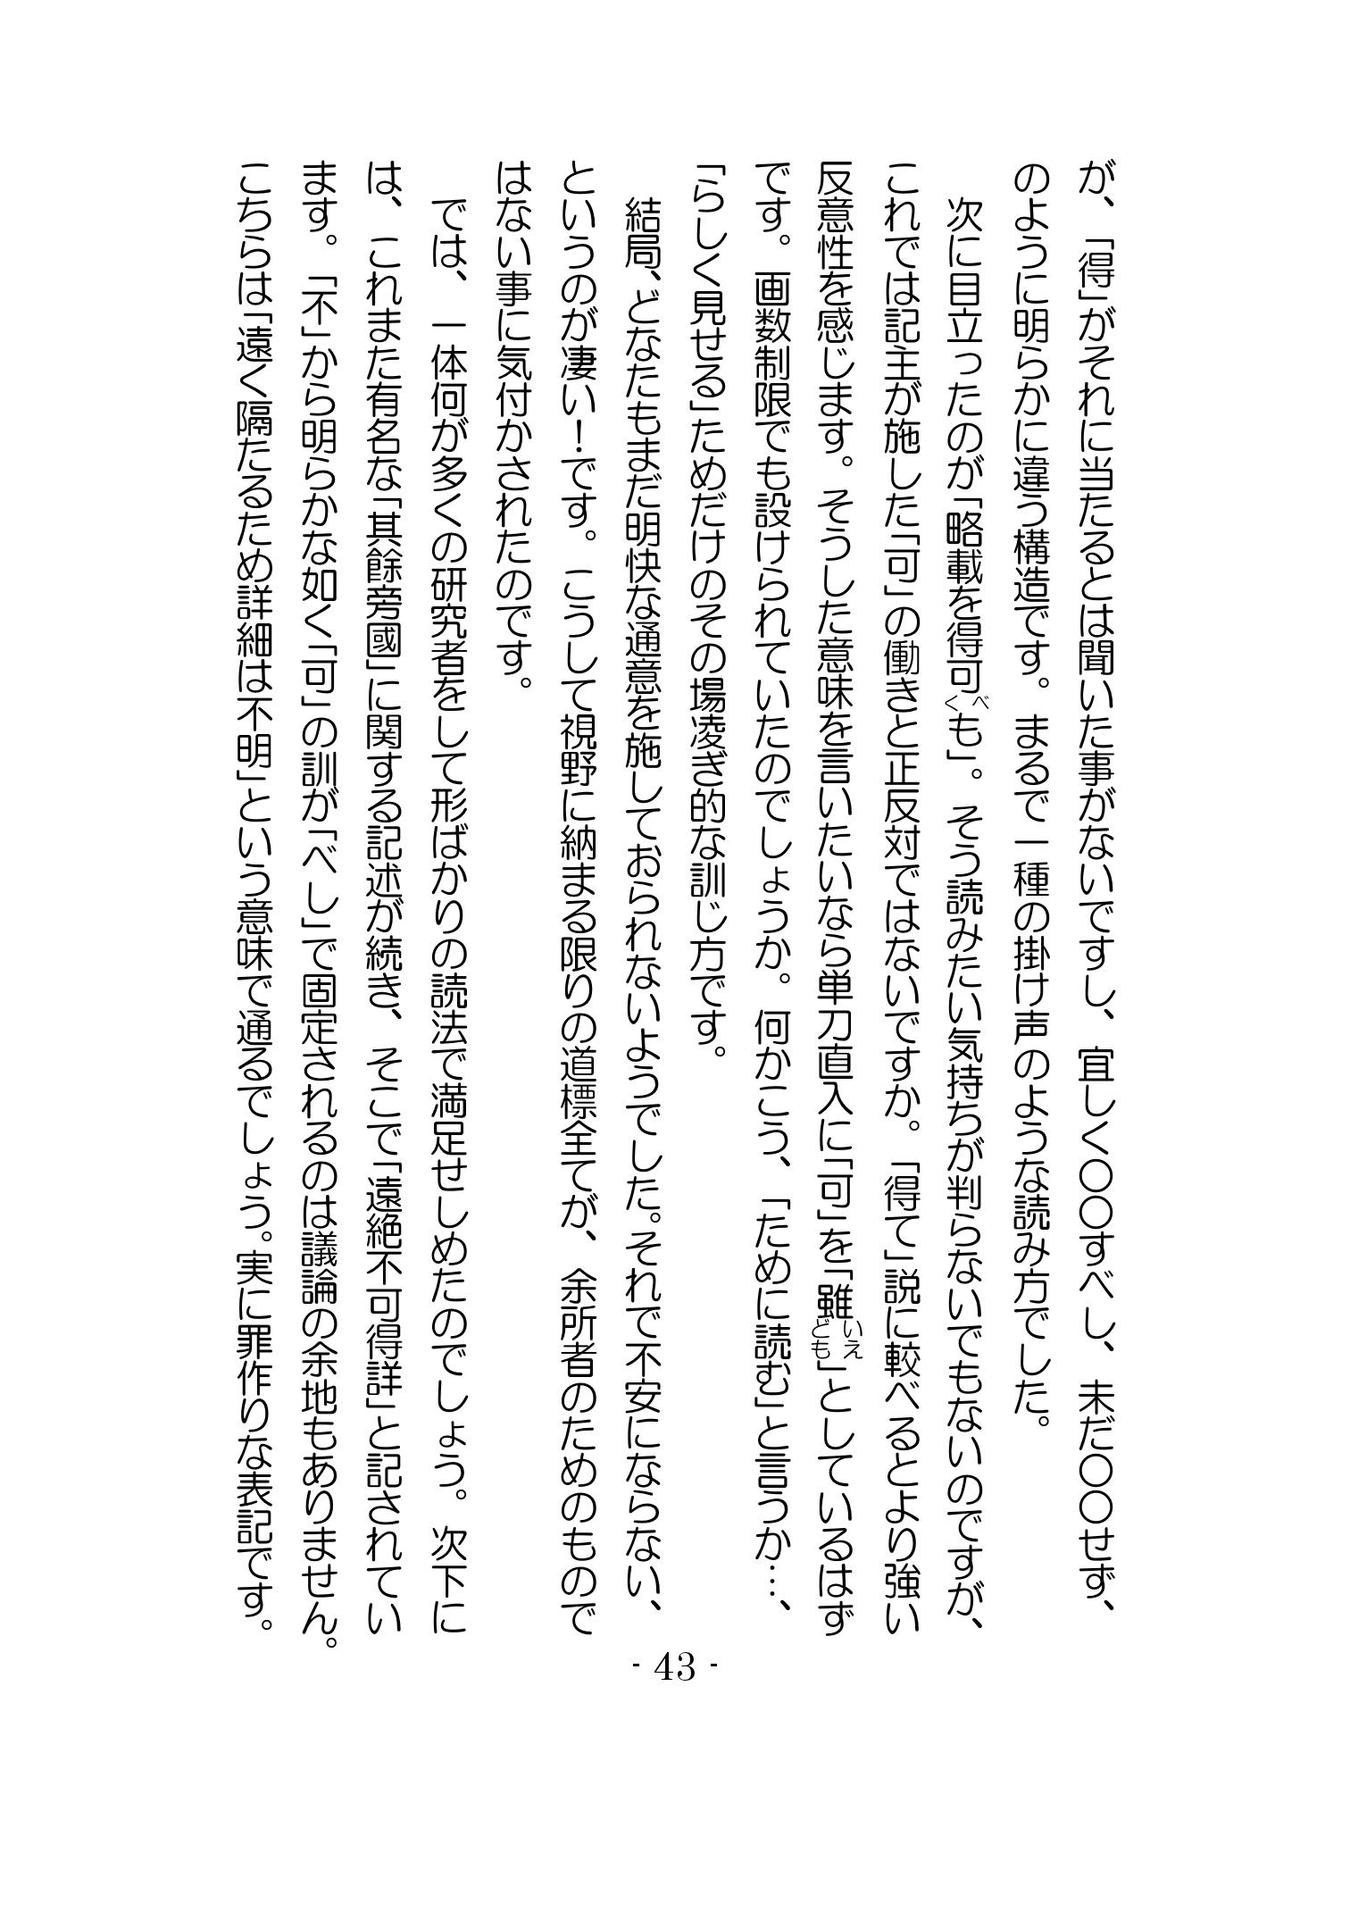 が、「得」がそれに当たるとは聞いた事がないですし、宜しく〇〇すべし、未だ〇〇せず、
のように明らかに違う構造です。まるで一種の掛け声のような読み方でした。
次に目立ったのが「略載を得可べくも」。そう読みたい気持ちが判らないでもないのですが、
これでは記主が施した「可」の働きと正反対ではないですか。「得て」説に較べるとより強い
反意性を感じます。そうした意味を言いたいなら単刀直入に「可」を「雖いえども」としているはず
です。画数制限でも設けられていたのでしょうか。何かこう、「ために読む」と言うか…、
「らしく見せる」ためだけのその場凌ぎ的な訓じ方です。
結局、どなたもまだ明快な通意を施しておられないようでした。それで不安にならない、
というのが凄い！です。こうして視野に納まる限りの道標全てが、余所者のためのもので
はない事に気付かされたのです。
では、一体何が多くの研究者をして形ばかりの読法で満足せしめたのでしょう。次下に
は、これまた有名な「其餘旁國」に関する記述が続き、そこで「遠絶不可得詳」と記されてい
ます。「不」から明らかな如く「可」の訓が「べし」で固定されるのは議論の余地もありません。
こちらは「遠く隔たるため詳細は不明」という意味で通るでしょう。実に罪作りな表記です。
- 43 -